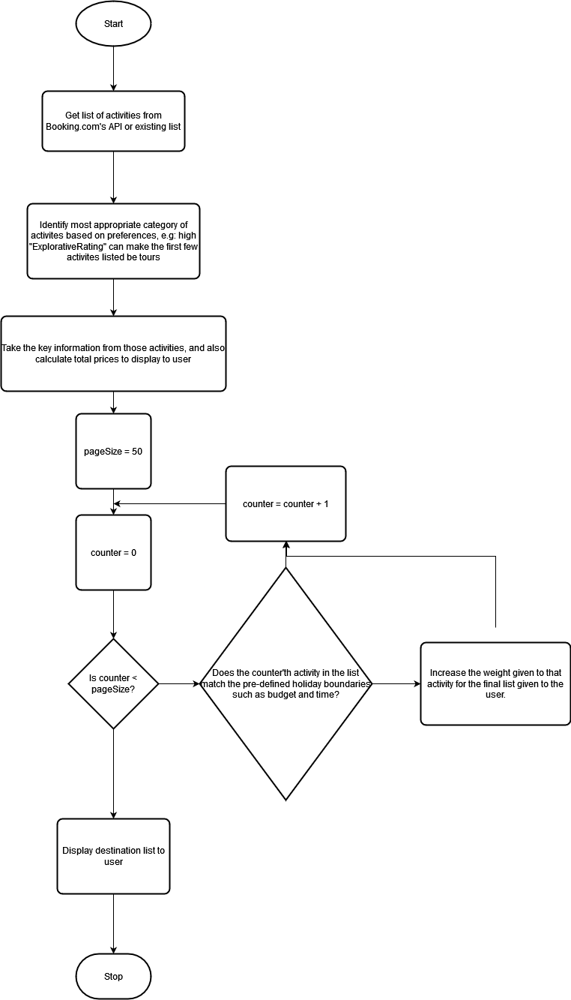 Start
Get list of activities from
Booking.com's API or existing list
Identify most appropriate category of
activites based on preferences, e.g: high
"ExplorativeRating" can make the first few
activites listed be tours
Take the key information from those activities, and also
calculate total prices to display to user
pageSize = 50
counter = counter + 1
counter = 0
Is counter <
pageSize?
Does the counter'th activity in the list
match the pre-defined holiday boundaries
such as budget and time?
Increase the weight given to that
activity for the final list given to the
user.
Display destination list to
user
Stop